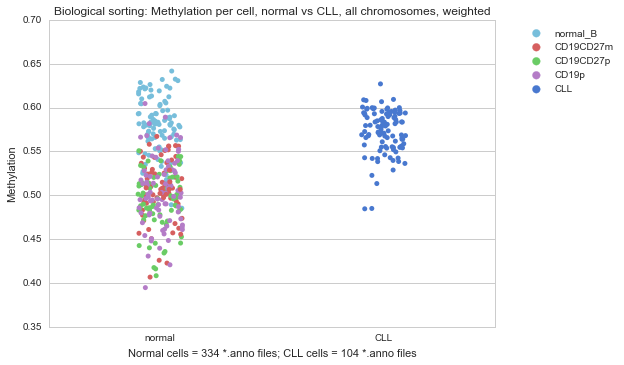 Biological sorting: Methylation per cell, normal vs CLL, all chromosomes, weighted
0.70
0.65
0.60
0.55
0.50
0.45
0.40
0.35
Methylation
normal
CLL
Normal cells = 334 *.anno files; CLL cells = 104 *.anno files
normal_B
CD19CD27m
CD19CD27p
CD19p
CLL